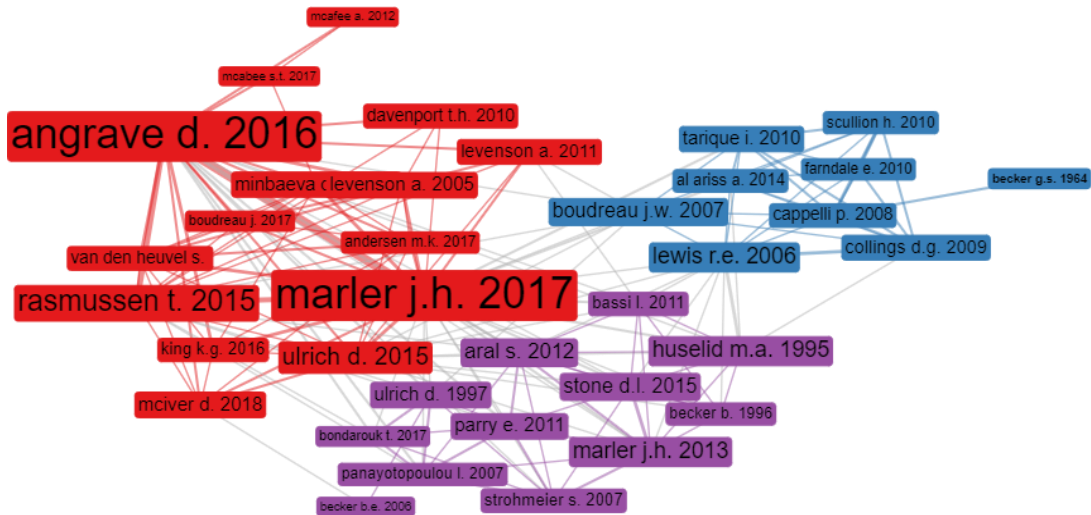 mcafee a. 2012
mcabee s.t. 2017
angrave d. 2016
davenport t.h. 2010
levenson a. 2011
minbaeva
levenson a. 2005
boudreau j. 2017
andersen m.k. 2017
van den heuvel s.
rasmussen t. 2015
marler j.h. 2017
king k.g. 2016
ulrich d. 2015
mciver d. 2018
scullion h. 2010
tarique i. 2010
farndale e. 2010
al ariss a. 2014
becker g.s. 1964
boudreau j.w. 2007
cappelli p. 2008
lewis r.e. 2006
collings d.g. 2009
bassi l. 2011
aral s. 2012
huselid m.a. 1995
ulrich d. 1997
stone d.l. 2015
becker b. 1996
bondarouk t. 2017
parry e. 2011
marler j.h. 2013
panayotopoulou l. 2007
strohmeier s. 2007
becker b.e. 2006